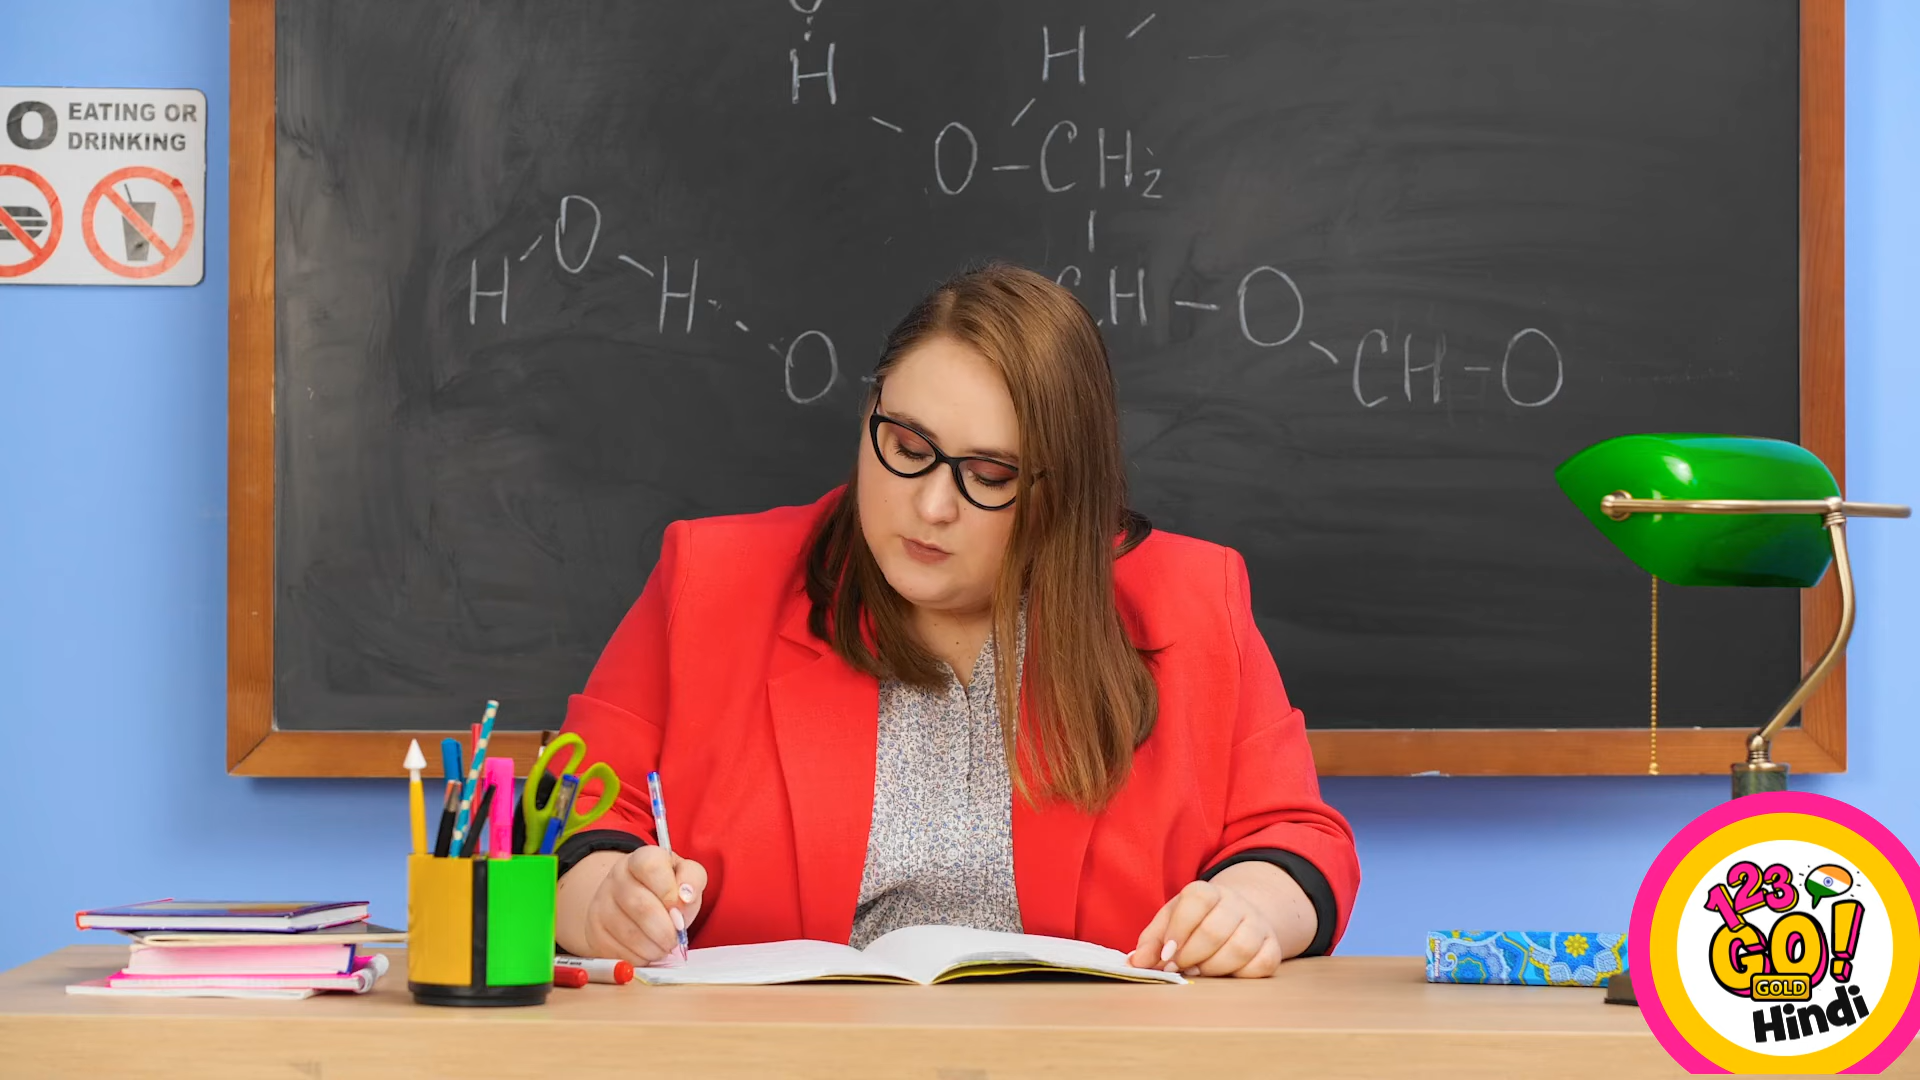 O EATING OR
DRINKING
O
H
H
O-CH2
H O H
O
CH-O
CH-O
123
GO!
GOLD
Hindi